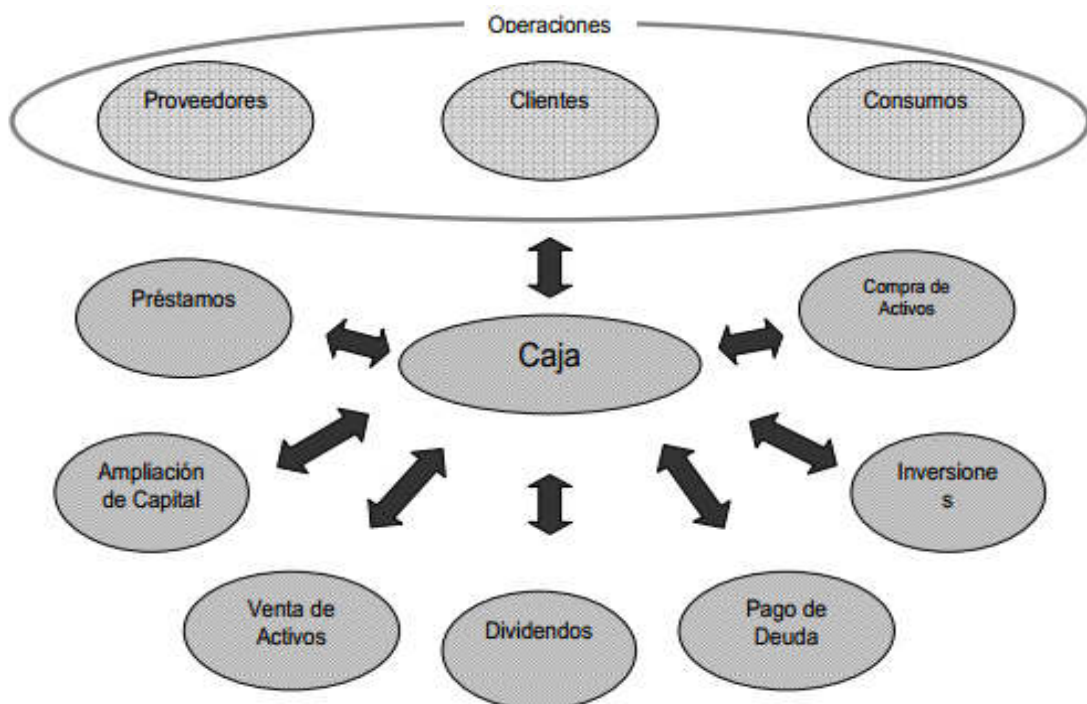 Operaciones
Proveedores
Clientes
Consumos
Préstamos
Compra de
Activos
Caja
Ampliación
de Capital
Inversione
s
Venta de
Activos
Dividendos
Pago de
Deuda